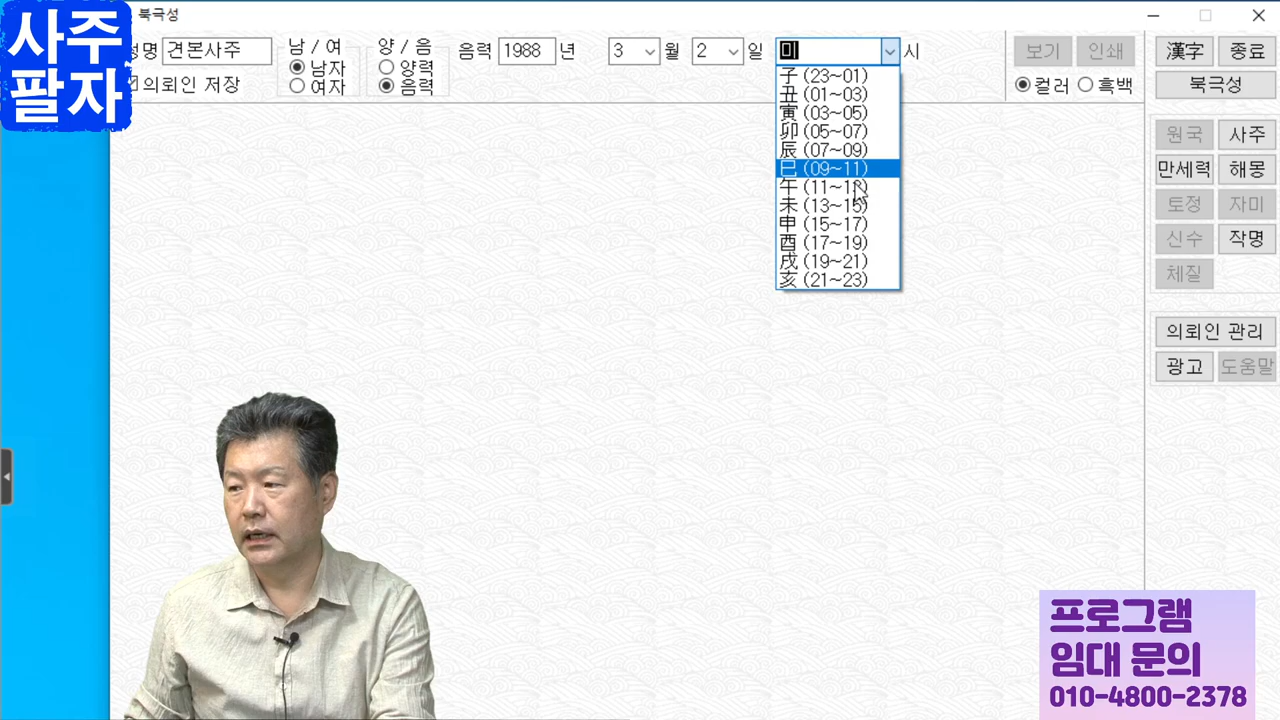 사주
팔자
북극성
성명 견본사주
의뢰인 저장
남 / 여
남자
여자
양 / 음
양력
음력
음력 1988 년 3 월 2 일 미 시
子 (23~01)
丑 (01~03)
寅 (03~05)
卯 (05~07)
辰 (07~09)
巳 (09~11)
午 (11~13)
未 (13~15)
申 (15~17)
酉 (17~19)
戌 (19~21)
亥 (21~23)
보기 인쇄
컬러 흑백
漢字 종료
북극성
원국 사주
만세력 해몽
토정 자미
신수 작명
체질
의뢰인 관리
광고 도움말
프로그램
임대 문의
010-4800-2378